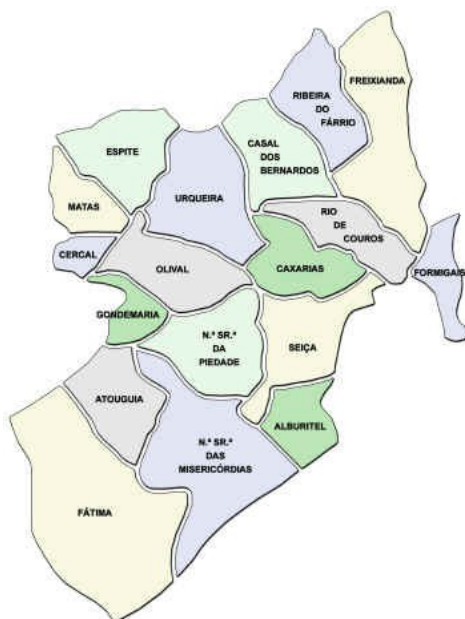 FREIXIANDA
RIBEIRA
DO
FÁRRIO
CASAL
DOS
BERNARDOS
ESPITE
URQUEIRA
MATAS
RIO
DE
COUROS
CERCAL
OLIVAL
CAXARIAS
FORMIGAIS
GONDEMARIA
N.ª SR.ª
DA
PIEDADE
SEIÇA
ATOUGUIA
ALBURITEL
N.ª SR.ª
DAS
MISERICÓRDIAS
FÁTIMA